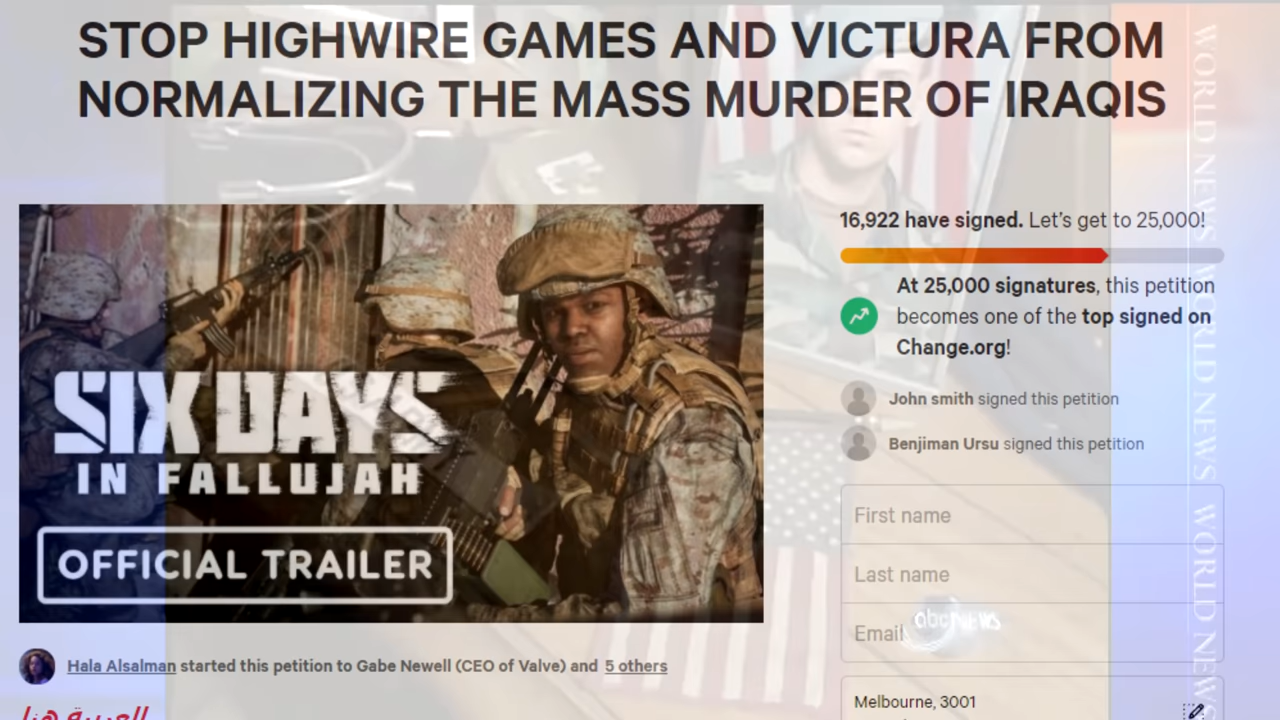 STOP HIGHWIRE GAMES AND VICTURA FROM
NORMALIZING THE MASS MURDER OF IRAQIS
16,922 have signed. Let's get to 25,000!
At 25,000 signatures, this petition
becomes one of the top signed on
Change.org!
John smith signed this petition
Benjiman Ursu signed this petition
SIX DAYS
IN FALLUJAH
OFFICIAL TRAILER
First name
Last name
Email
abc NEWS
Hala Alsalman started this petition to Gabe Newell (CEO of Valve) and 5 others
Melbourne, 3001
العربية هنا
WORLD NEWS WORLD NEWS WORLD NEWS